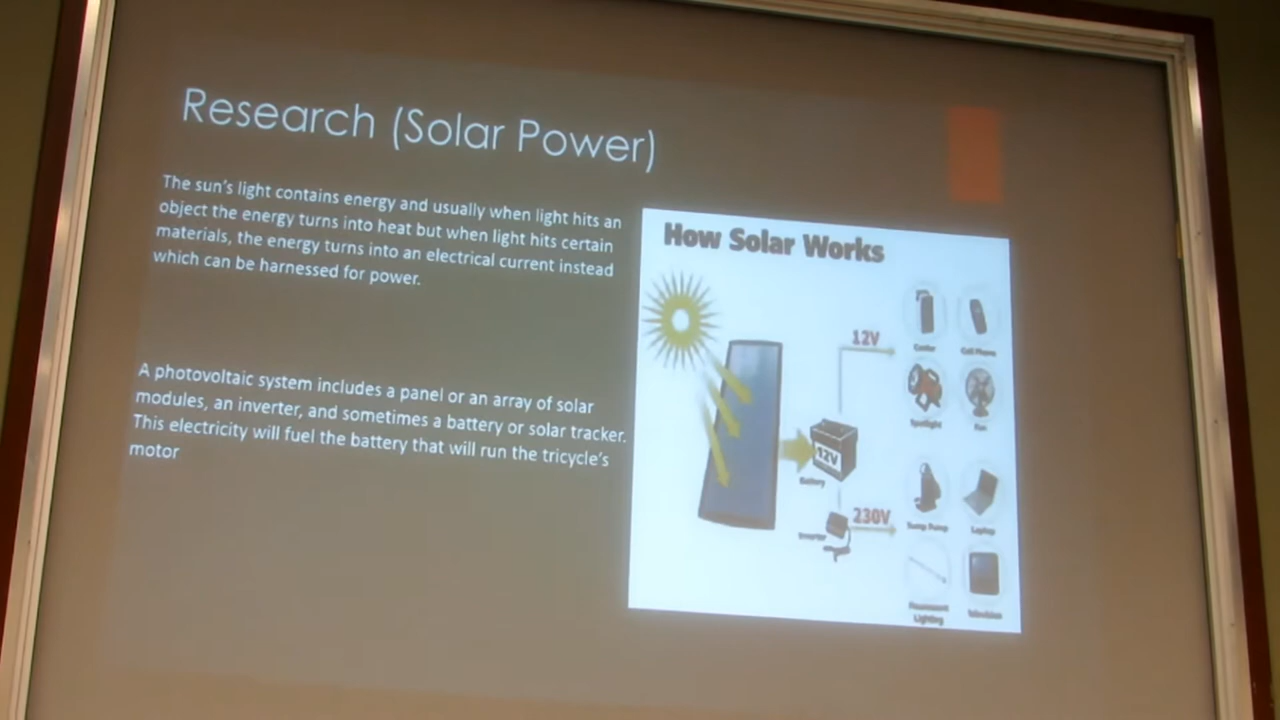 Research (Solar Power)
The sun's light contains energy and usually when light hits an
object the energy turns into heat but when light hits certain
materials, the energy turns into an electrical current instead
which can be harnessed for power.
A photovoltaic system includes a panel or an array of solar
modules, an inverter, and sometimes a battery or solar tracker.
This electricity will fuel the battery that will run the tricycle's
motor
How Solar Works
12V
Cooler
Cell Phone
Spotlight
Fan
12V
Battery
230V
Inverter
Pump
Laptop
Fluorescent
Lighting
Television